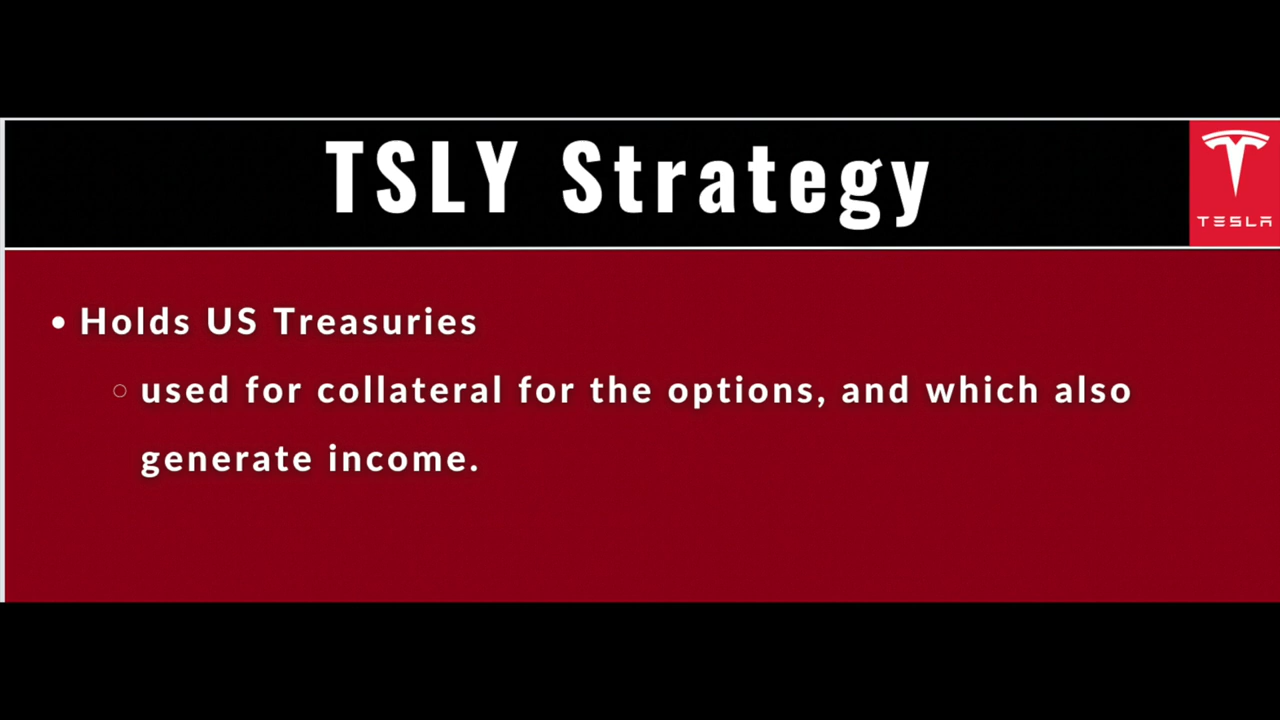 TSLY Strategy
TESLA
• Holds US Treasuries
○ used for collateral for the options, and which also
generate income.